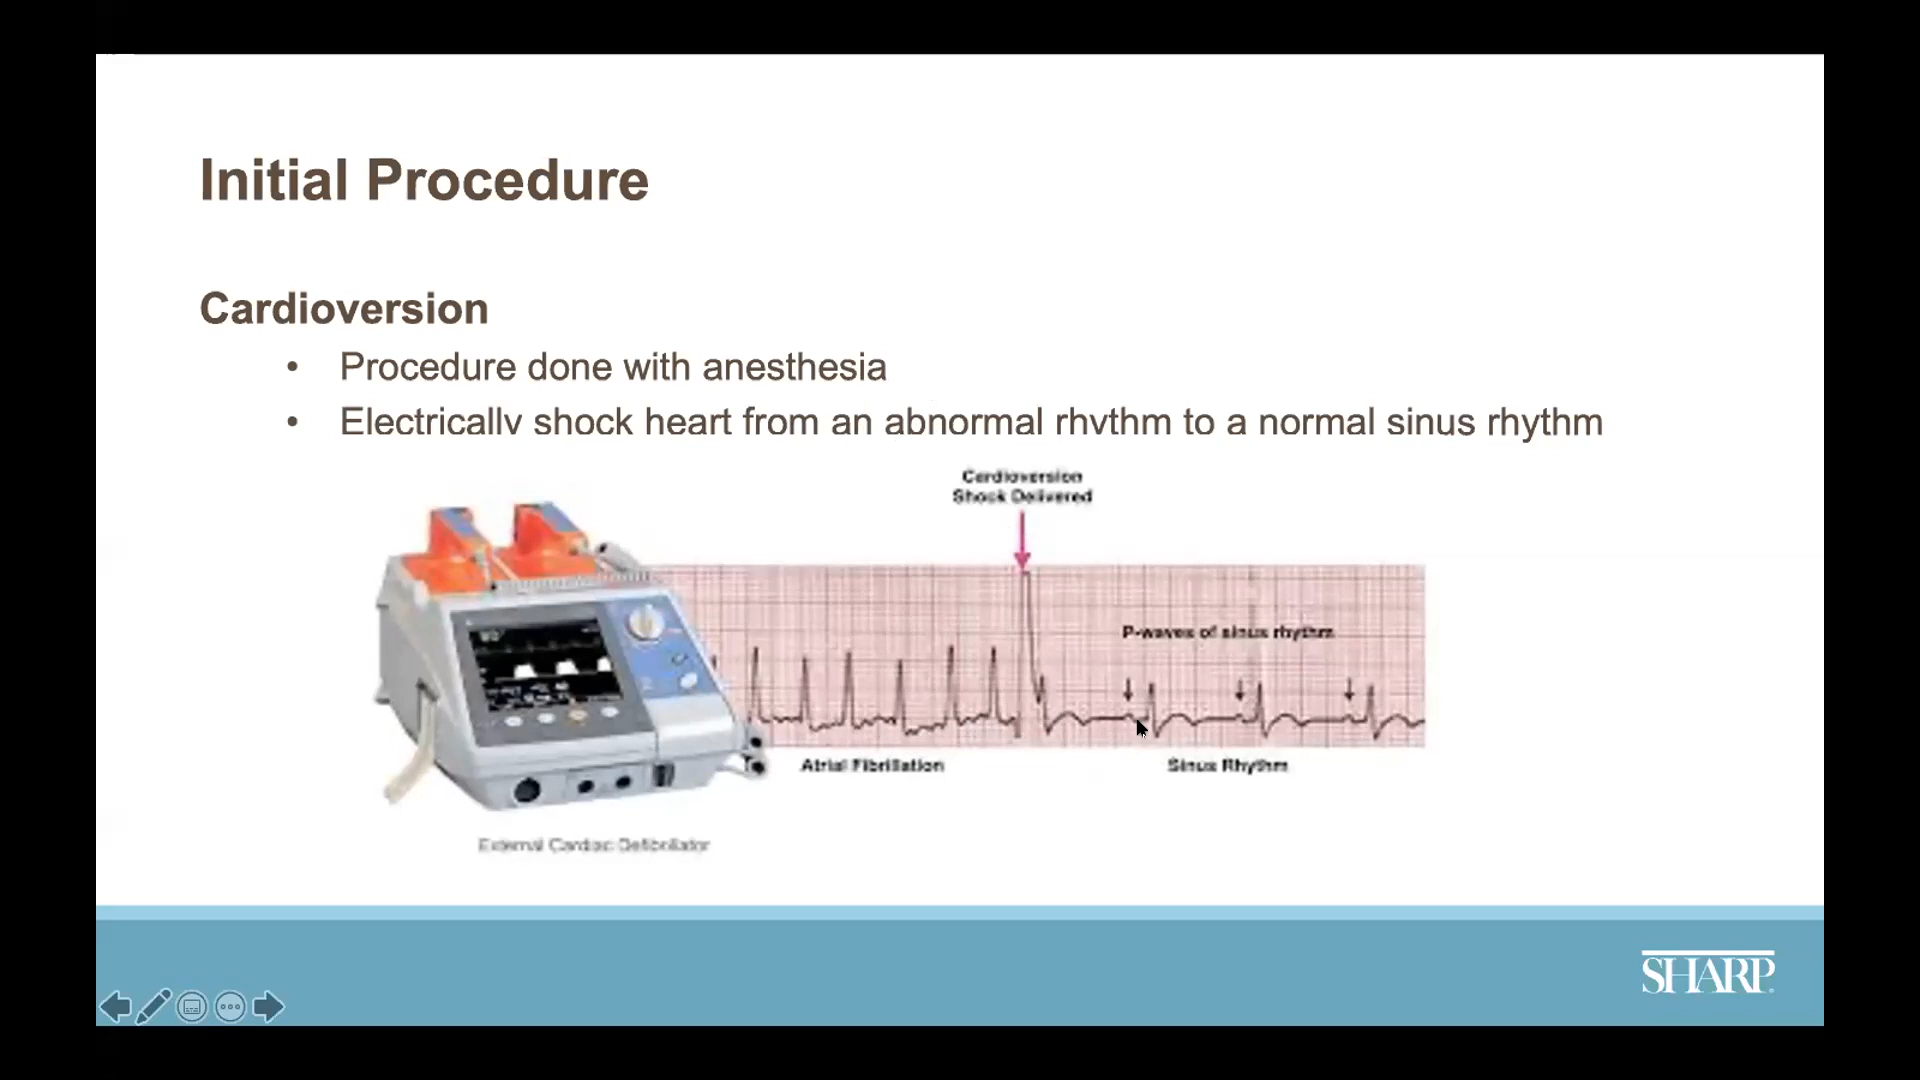 Initial Procedure
Cardioversion
• Procedure done with anesthesia
• Electrically shock heart from an abnormal rhythm to a normal sinus rhythm
Cardioversion
Shock Delivered
P-waves of sinus rhythm
Atrial Fibrillation
Sinus Rhythm
External Cardiac Defibrillator
SHARP